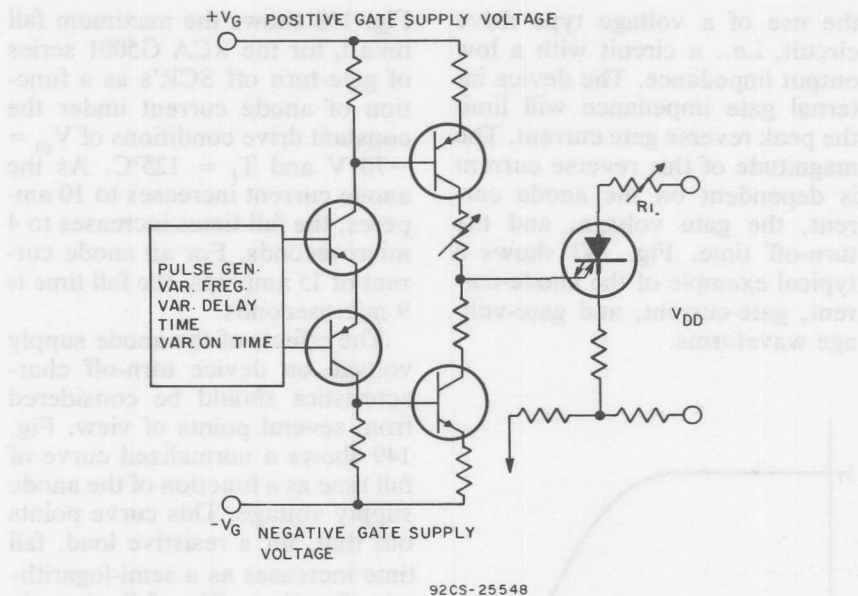 +VG POSITIVE GATE SUPPLY VOLTAGE
PULSE GEN-
VAR FREG.
VAR. DELAY
TIME
VAR.ON TIME
RL
VDD
-VG NEGATIVE GATE SUPPLY
VOLTAGE
92CS-25548
the use of a voltage type
circuit, i.e., a circuit with a low
output impedance. The device in-
ternal gate impedance will limit
the peak reverse gate current. The
magnitude of this reverse current
is dependent on the anode cur-
rent, the gate voltage, and the
turn-off time. Fig. shows a
typical example of the anode-cur-
rent, gate-current, and gate-volt-
age waveforms.
Fig. shows the maximum fall
time tf for the RCA G5001 series
of gate-turn off SCR's as a func-
tion of anode current under the
constant drive conditions of =
-70 V and = 125°C. As the
anode current increases to 10 am-
peres, the fall times increases to 4
microseconds. For an anode cur-
rent of 15 amperes the fall time is
9 microseconds.
The effects of the anode supply
voltage on device turn-off char-
acteristics should be considered
from several points of view. Fig.
149 shows a normalized curve of
fall time as a function of the anode
supply voltage. This curve points
out that for a resistive load, fall
time increases as a semi-logarith-